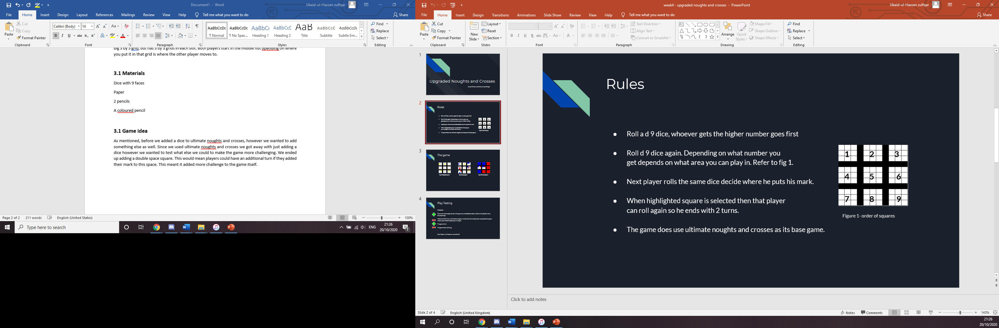 Document1 - Word
Ubaid-ul-Hassan zulfqar
File Home Insert Design Layout References Mailings Review View Help Tell me what you want to do Share
Paste
Cut
Copy
Format Painter
Clipboard
Calibri (Body) 14
Font
Paragraph
AaBbCcDc AaBbCcDc AaBbCc AaBbCcD AaB AaBbCcD AaBbCcDc
¶ Normal ¶ No Spac... Heading 1 Heading 2 Title Subtitle Subtle Em...
Styles
Find
Replace
Select
Editing
big 3 by 3 grid, but has 3 by 3 grids in each slot. Both players start in the middle nut dpending on where
you put it in that grid is where the other player moves to.
3.1 Materials
Dice with 9 faces
Paper
2 pencils
A coloured pencil
3.1 Game idea
As mentioned, before we added a dice to ultimate noughts and crosses, however we wanted to add
something else as well. Since we used ultimate noughts and crosses we got away with just adding a
dice however we wanted to test what else we could to make the game more challenging. We ended
up adding a double space square. This would mean players could have an additional turn if they added
their mark to this space. This meant it added more challenge to the game itself.
Page 2 of 2 211 words English (United States) 100%
Type here to search
ENG
21:26
20/10/2020
2
week4 - upgraded noughts and crosses - PowerPoint
Ubaid-ul-Hassan zulfqar
File Home Insert Design Transitions Animations Slide Show Review View Help Tell me what you want to do Share
Paste
Cut
Copy
Format Painter
Clipboard
New
Slide
Layout
Reset
Section
Slides
Font
Text Direction
Align Text
Convert to SmartArt
Paragraph
Arrange
Quick
Styles
Shape Fill
Shape Outline
Shape Effects
Drawing
Find
Replace
Select
Editing
1
Upgraded Noughts and Crosses
2
Rules
3
The game
4
Play Testing
Rules
● Roll a d 9 dice, whoever gets the higher number goes first
● Roll d 9 dice again. Depending on what number you
get depends on what area you can play in. Refer to fig 1.
● Next player rolls the same dice decide where he puts his mark.
● When highlighted square is selected then that player
can roll again so he ends with 2 turns.
● The game does use ultimate noughts and crosses as its base game.
1 2 3
4 5 6
7 8 9
Figure 1- order of squares
Click to add notes
Slide 2 of 4 English (United Kingdom) Notes Comments 143%
21:26
20/10/2020